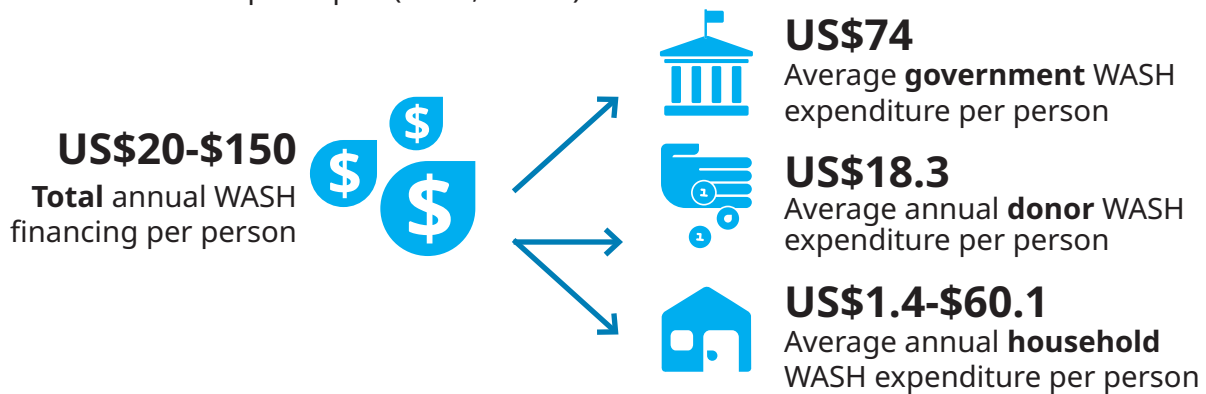 US$20-$150
Total annual WASH
financing per person
$
$
$
US$74
Average government WASH
expenditure per person
1
1
US$18.3
Average annual donor WASH
expenditure per person
US$1.4-$60.1
Average annual household
WASH expenditure per person